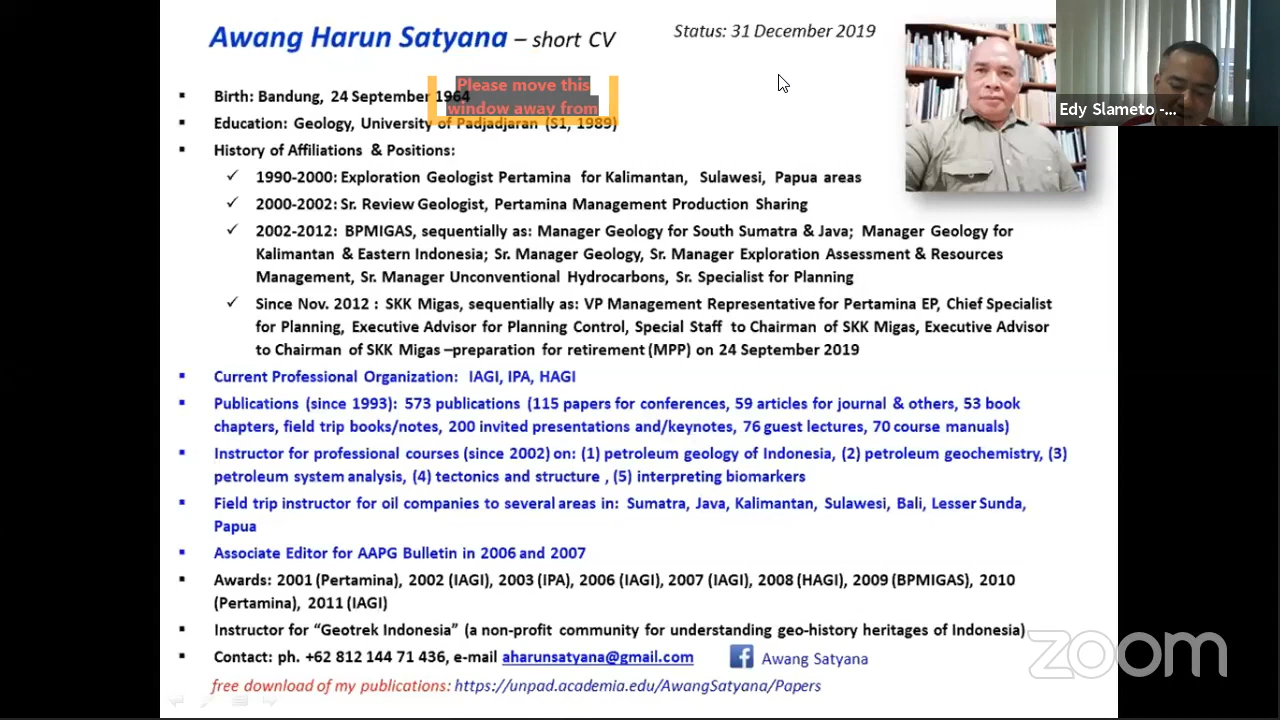 Awang Harun Satyana – short CV
Status: 31 December 2019
Edy Slameto -...
Please move this
window away from
▪ Birth: Bandung, 24 September 1964
▪ Education: Geology, University of Padjadjaran (S1, 1989)
▪ History of Affiliations & Positions:
✓ 1990-2000: Exploration Geologist Pertamina for Kalimantan, Sulawesi, Papua areas
✓ 2000-2002: Sr. Review Geologist, Pertamina Management Production Sharing
✓ 2002-2012: BPMIGAS, sequentially as: Manager Geology for South Sumatra & Java; Manager Geology for
Kalimantan & Eastern Indonesia; Sr. Manager Geology, Sr. Manager Exploration Assessment & Resources
Management, Sr. Manager Unconventional Hydrocarbons, Sr. Specialist for Planning
✓ Since Nov. 2012 : SKK Migas, sequentially as: VP Management Representative for Pertamina EP, Chief Specialist
for Planning, Executive Advisor for Planning Control, Special Staff to Chairman of SKK Migas, Executive Advisor
to Chairman of SKK Migas –preparation for retirement (MPP) on 24 September 2019
▪ Current Professional Organization: IAGI, IPA, HAGI
▪ Publications (since 1993): 573 publications (115 papers for conferences, 59 articles for journal & others, 53 book
chapters, field trip books/notes, 200 invited presentations and/keynotes, 76 guest lectures, 70 course manuals)
▪ Instructor for professional courses (since 2002) on: (1) petroleum geology of Indonesia, (2) petroleum geochemistry, (3)
petroleum system analysis, (4) tectonics and structure , (5) interpreting biomarkers
▪ Field trip instructor for oil companies to several areas in: Sumatra, Java, Kalimantan, Sulawesi, Bali, Lesser Sunda,
Papua
▪ Associate Editor for AAPG Bulletin in 2006 and 2007
▪ Awards: 2001 (Pertamina), 2002 (IAGI), 2003 (IPA), 2006 (IAGI), 2007 (IAGI), 2008 (HAGI), 2009 (BPMIGAS), 2010
(Pertamina), 2011 (IAGI)
▪ Instructor for “Geotrek Indonesia” (a non-profit community for understanding geo-history heritages of Indonesia)
▪ Contact: ph. +62 812 144 71 436, e-mail aharunsatyana@gmail.com f Awang Satyana
free download of my publications: https://unpad.academia.edu/AwangSatyana/Papers
zoom